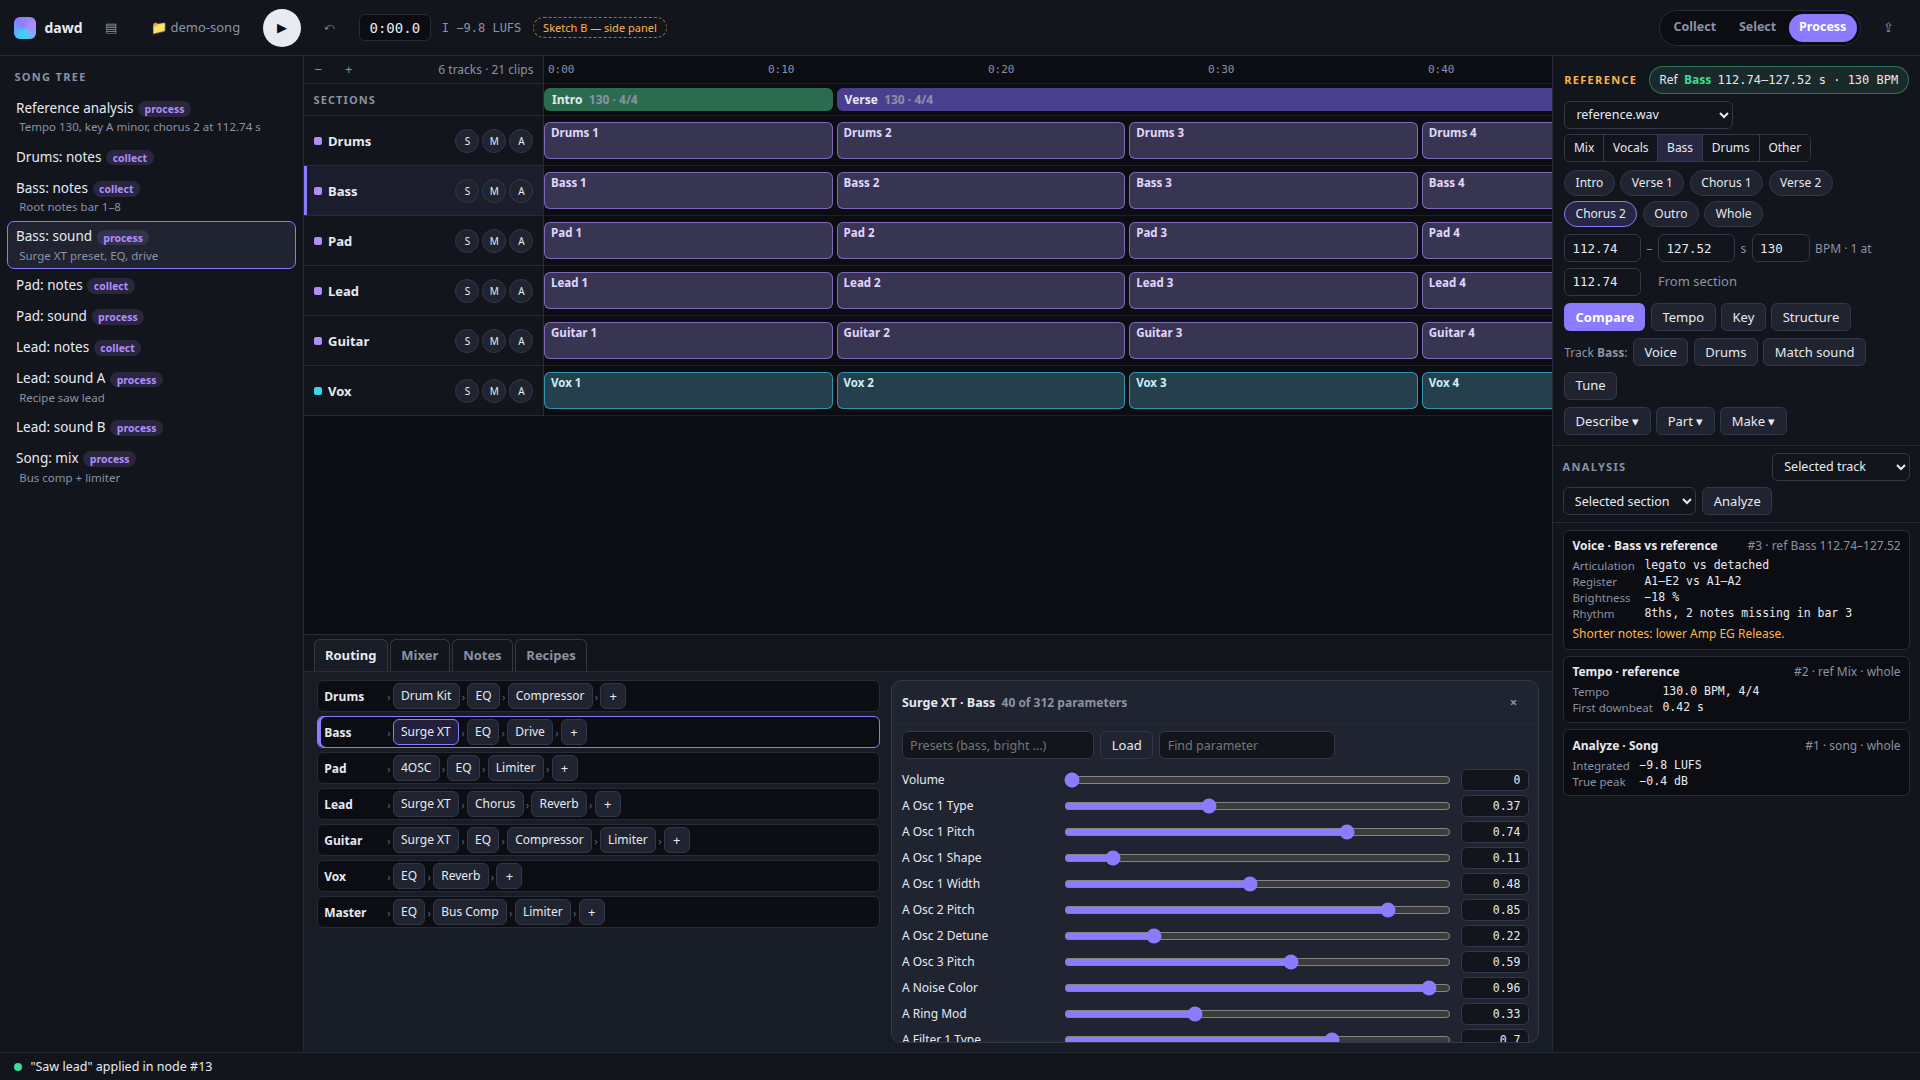 dawd
demo-song
0:00.0
I −9.8 LUFS
Sketch B — side panel
Collect Select Process
SONG TREE
Reference analysis process
Tempo 130, key A minor, chorus 2 at 112.74 s
Drums: notes collect
Bass: notes collect
Root notes bar 1–8
Bass: sound process
Surge XT preset, EQ, drive
Pad: notes collect
Pad: sound process
Lead: notes collect
Lead: sound A process
Recipe saw lead
Lead: sound B process
Song: mix process
Bus comp + limiter
− + 6 tracks · 21 clips
0:00 0:10 0:20 0:30 0:40
SECTIONS
Intro 130 · 4/4
Verse 130 · 4/4
Drums S M A
Drums 1 Drums 2 Drums 3 Drums 4
Bass S M A
Bass 1 Bass 2 Bass 3 Bass 4
Pad S M A
Pad 1 Pad 2 Pad 3 Pad 4
Lead S M A
Lead 1 Lead 2 Lead 3 Lead 4
Guitar S M A
Guitar 1 Guitar 2 Guitar 3 Guitar 4
Vox S M A
Vox 1 Vox 2 Vox 3 Vox 4
Routing Mixer Notes Recipes
Drums › Drum Kit › EQ › Compressor › +
Bass › Surge XT › EQ › Drive › +
Pad › 4OSC › EQ › Limiter › +
Lead › Surge XT › Chorus › Reverb › +
Guitar › Surge XT › EQ › Compressor › Limiter › +
Vox › EQ › Reverb › +
Master › EQ › Bus Comp › Limiter › +
Surge XT · Bass 40 of 312 parameters ×
Presets (bass, bright ...) Load Find parameter
Volume 0
A Osc 1 Type 0.37
A Osc 1 Pitch 0.74
A Osc 1 Shape 0.11
A Osc 1 Width 0.48
A Osc 2 Pitch 0.85
A Osc 2 Detune 0.22
A Osc 3 Pitch 0.59
A Noise Color 0.96
A Ring Mod 0.33
A Filter 1 Type 0.7
REFERENCE Ref Bass 112.74–127.52 s · 130 BPM
reference.wav
Mix Vocals Bass Drums Other
Intro Verse 1 Chorus 1 Verse 2
Chorus 2 Outro Whole
112.74 – 127.52 s 130 BPM · 1 at
112.74 From section
Compare Tempo Key Structure
Track Bass: Voice Drums Match sound
Tune
Describe ▾ Part ▾ Make ▾
ANALYSIS Selected track
Selected section Analyze
Voice · Bass vs reference #3 · ref Bass 112.74–127.52
Articulation legato vs detached
Register A1–E2 vs A1–A2
Brightness −18 %
Rhythm 8ths, 2 notes missing in bar 3
Shorter notes: lower Amp EG Release.
Tempo · reference #2 · ref Mix · whole
Tempo 130.0 BPM, 4/4
First downbeat 0.42 s
Analyze · Song #1 · song · whole
Integrated −9.8 LUFS
True peak −0.4 dB
"Saw lead" applied in node #13